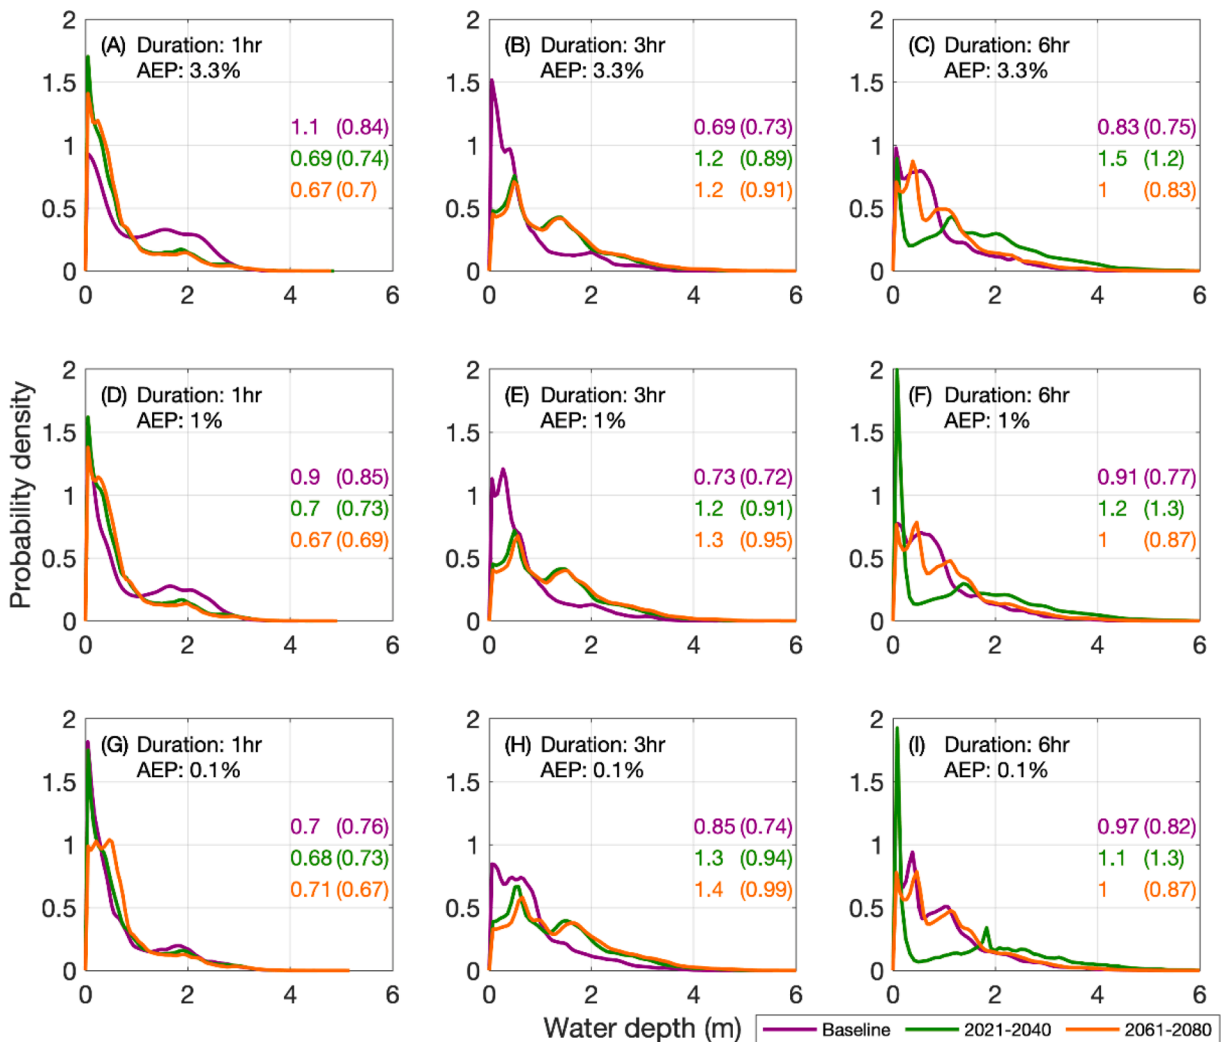 (A) Duration: 1hr
AEP: 3.3%
1.1 (0.84)
0.69 (0.74)
0.67 (0.7)
2
1.5
1
0.5
0
0 2 4 6
(B) Duration: 3hr
AEP: 3.3%
0.69 (0.73)
1.2 (0.89)
1.2 (0.91)
2
1.5
1
0.5
0
0 2 4 6
(C) Duration: 6hr
AEP: 3.3%
0.83 (0.75)
1.5 (1.2)
1 (0.83)
2
1.5
1
0.5
0
0 2 4 6
Probability density
(D) Duration: 1hr
AEP: 1%
0.9 (0.85)
0.7 (0.73)
0.67 (0.69)
2
1.5
1
0.5
0
0 2 4 6
(E) Duration: 3hr
AEP: 1%
0.73 (0.72)
1.2 (0.91)
1.3 (0.95)
2
1.5
1
0.5
0
0 2 4 6
(F) Duration: 6hr
AEP: 1%
0.91 (0.77)
1.2 (1.3)
1 (0.87)
2
1.5
1
0.5
0
0 2 4 6
(G) Duration: 1hr
AEP: 0.1%
0.7 (0.76)
0.68 (0.73)
0.71 (0.67)
2
1.5
1
0.5
0
0 2 4 6
(H) Duration: 3hr
AEP: 0.1%
0.85 (0.74)
1.3 (0.94)
1.4 (0.99)
2
1.5
1
0.5
0
0 2 4 6
(I) Duration: 6hr
AEP: 0.1%
0.97 (0.82)
1.1 (1.3)
1 (0.87)
2
1.5
1
0.5
0
0 2 4 6
Water depth (m)
Baseline 2021-2040 2061-2080